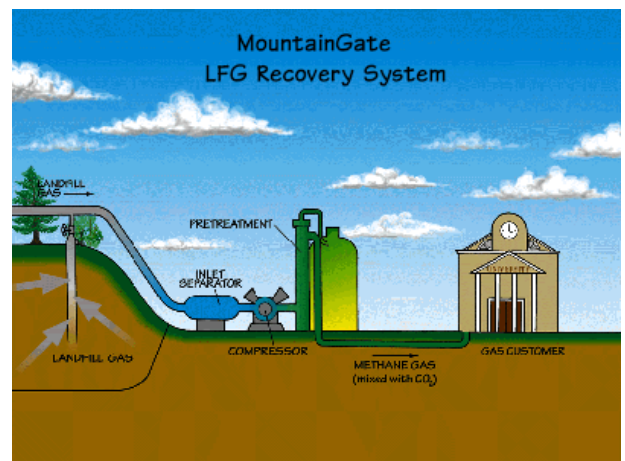 MountainGate
LFG Recovery System
LANDFILL
GAS
PRETREATMENT
INLET
SEPARATOR
UNIVERSITY
LANDFILL GAS
COMPRESSOR
METHANE GAS
(mixed with CO₂)
GAS CUSTOMER